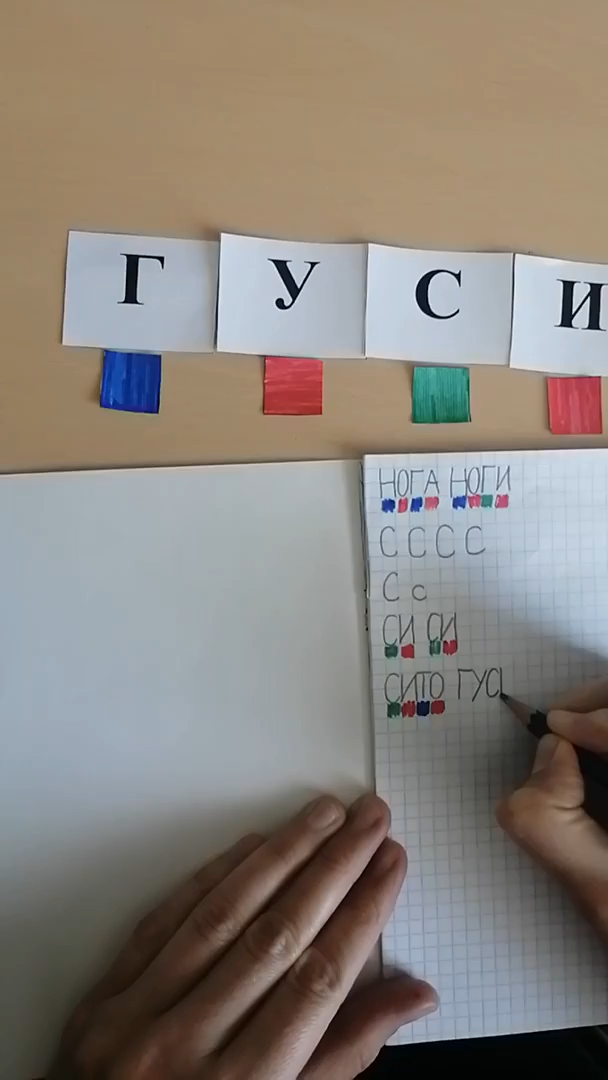 Г У С И
НОГА НОГИ
С С С С
С с
СИ СИ
СИТО ГУС